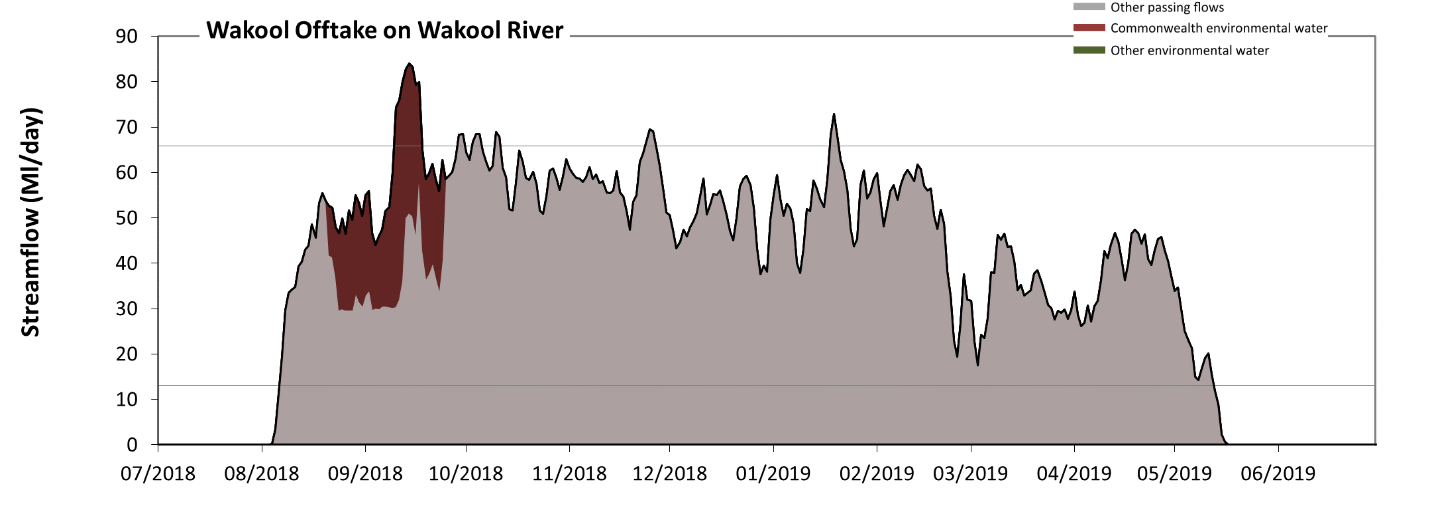 Other passing flows
Wakool Offtake on Wakool River
Commonwealth environmental water
Other environmental water
Streamflow (Ml/day)
90
80
70
60
50
40
30
20
10
0
07/2018 08/2018 09/2018 10/2018 11/2018 12/2018 01/2019 02/2019 03/2019 04/2019 05/2019 06/2019